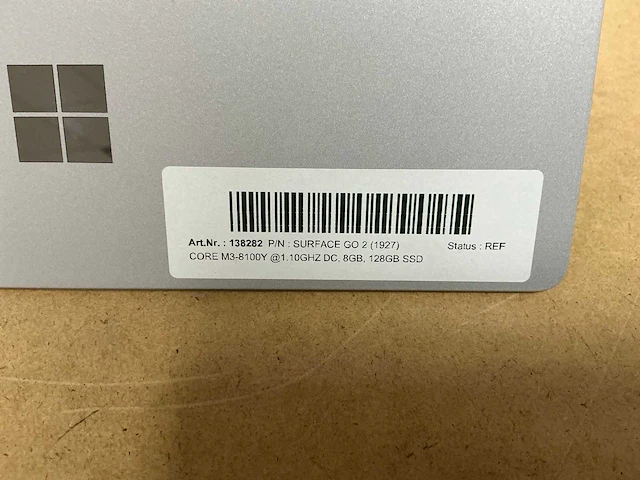 Art.Nr. : 138282 P/N : SURFACE GO 2 (1927) Status : REF
CORE M3-8100Y @1.10GHZ DC, 8GB, 128GB SSD